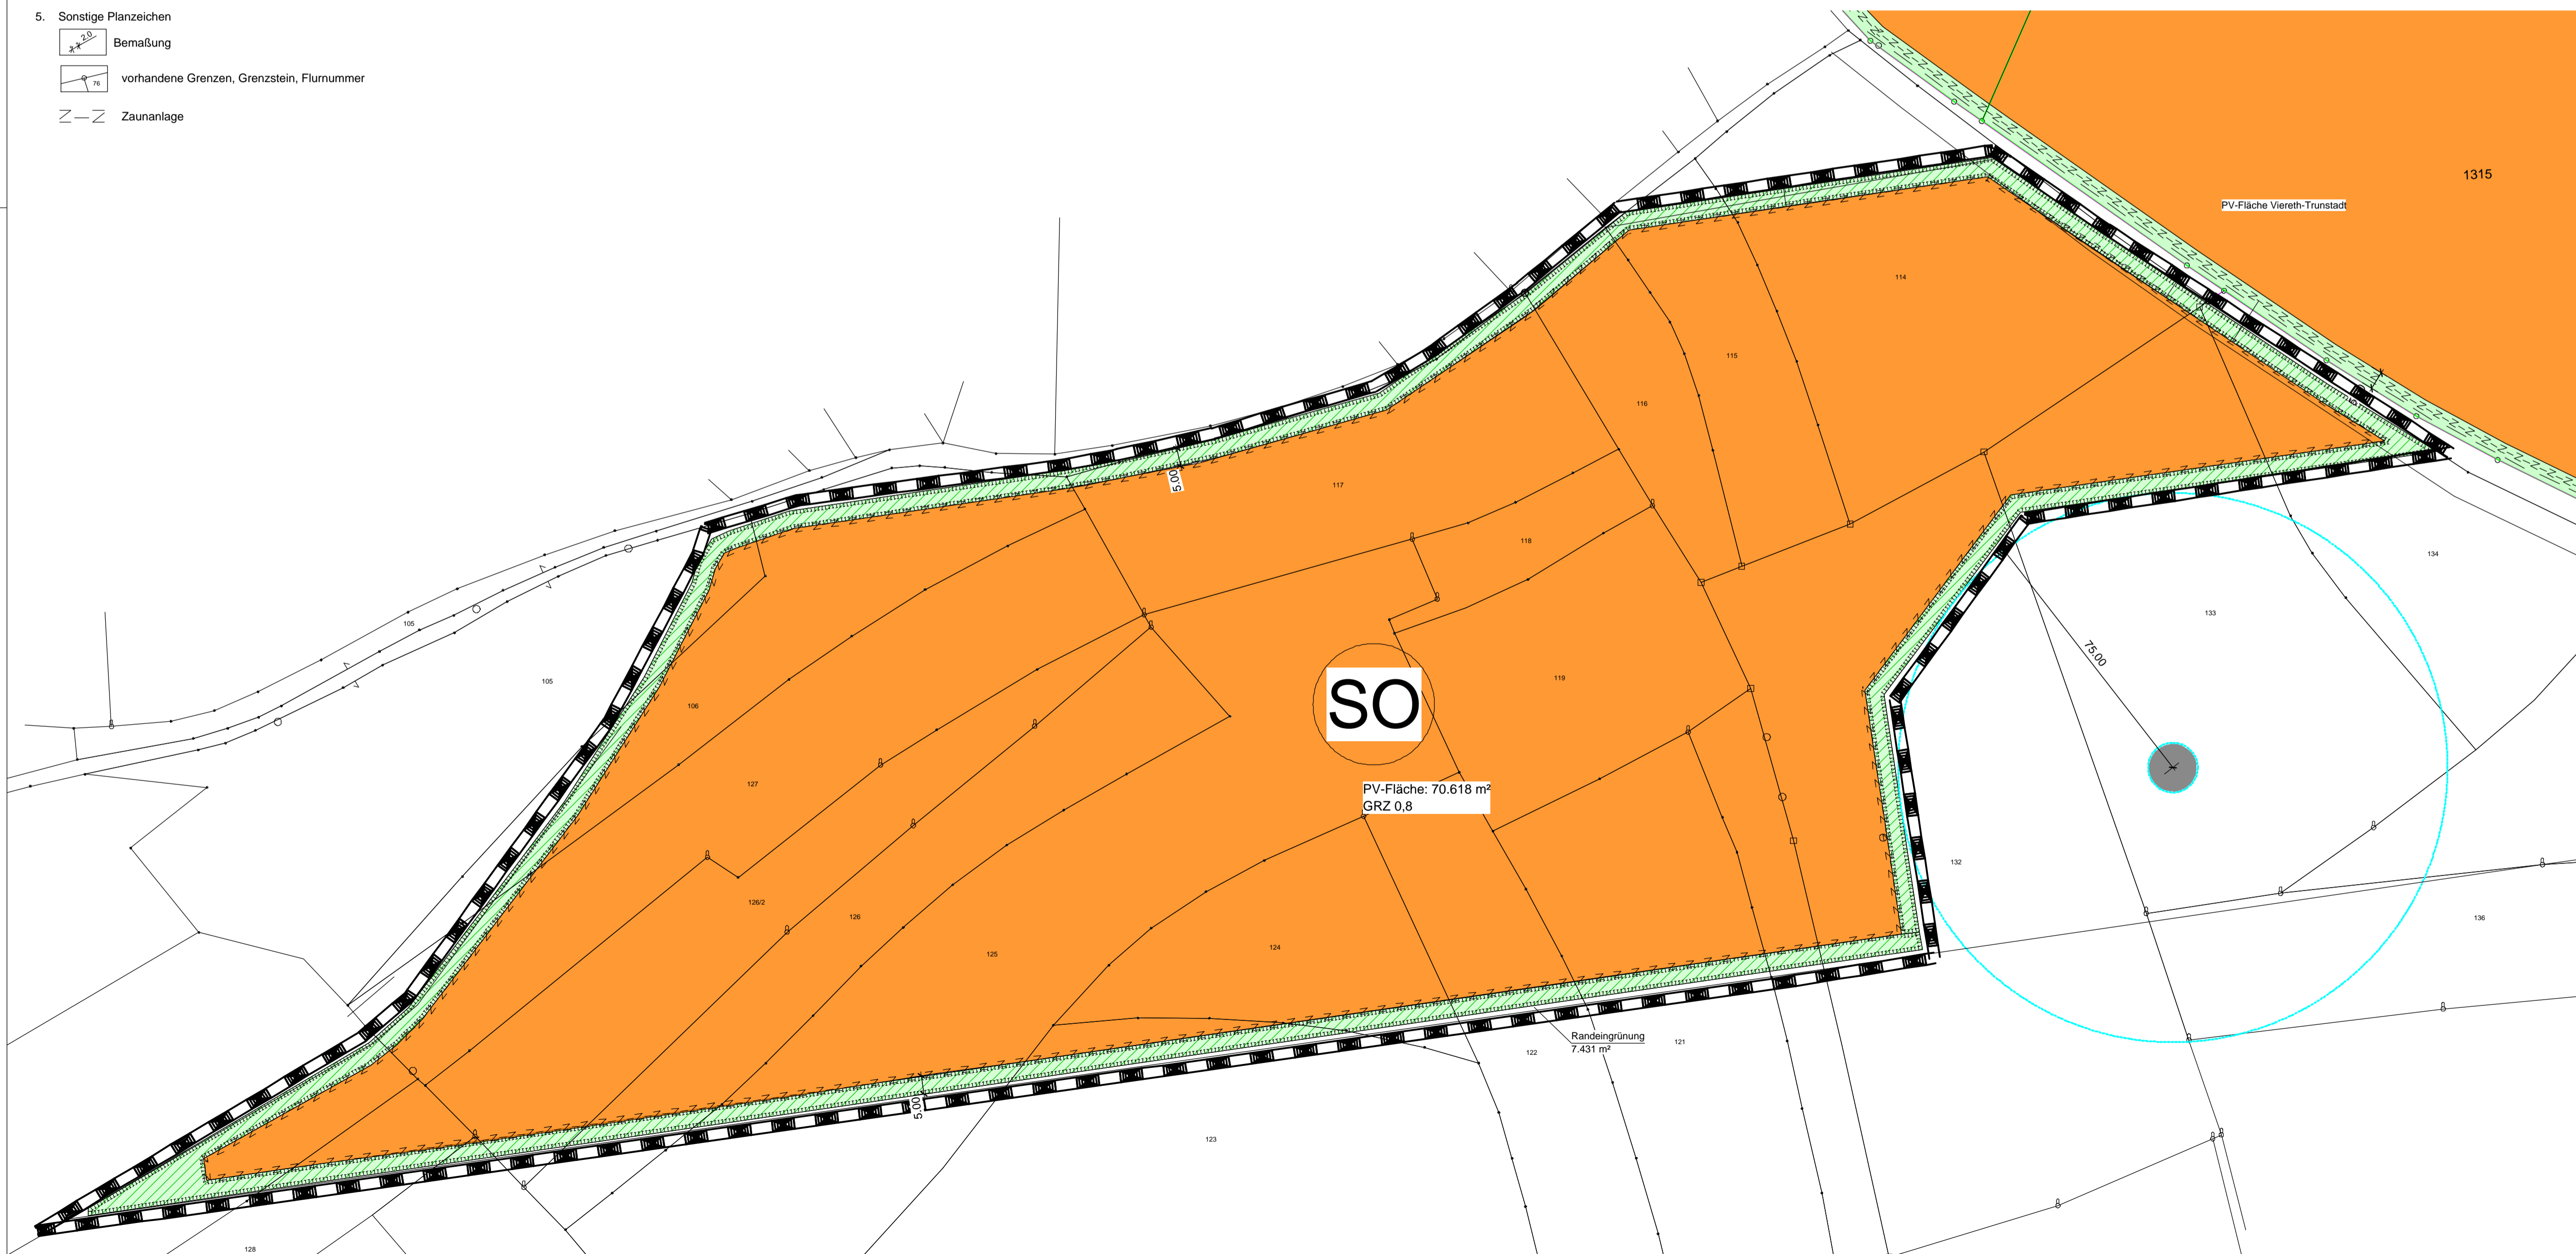 5. Sonstige Planzeichen
2.0
Bemaßung
76
vorhandene Grenzen, Grenzstein, Flurnummer
Zaunanlage
1315
PV-Fläche Viereth-Trunstadt
114
115
116
117
5.00
118
134
133
105
105
75.00
119
106
SO
127
PV-Fläche: 70.618 m²
GRZ 0,8
132
126/2
126
136
125
124
Randeingrünung
7.431 m²
121
122
5.00
123
128